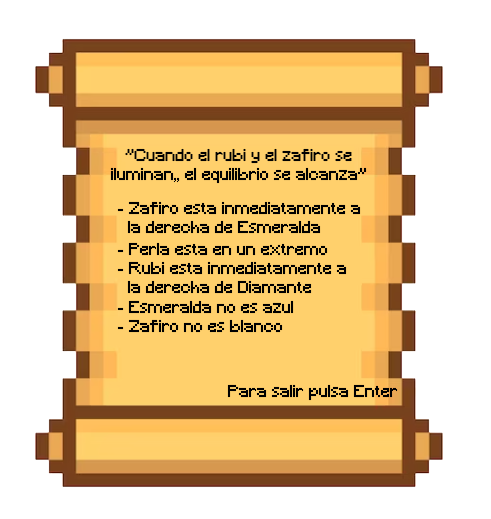 "Cuando el rubi y el zafiro se
iluminan,, el equilibrio se alcanza"
- Zafiro esta inmediatamente a
la derecha de Esmeralda
- Perla esta en un extremo
- Rubi esta inmediatamente a
la derecha de Diamante
- Esmeralda no es azul
- Zafiro no es blanco
Para salir pulsa Enter